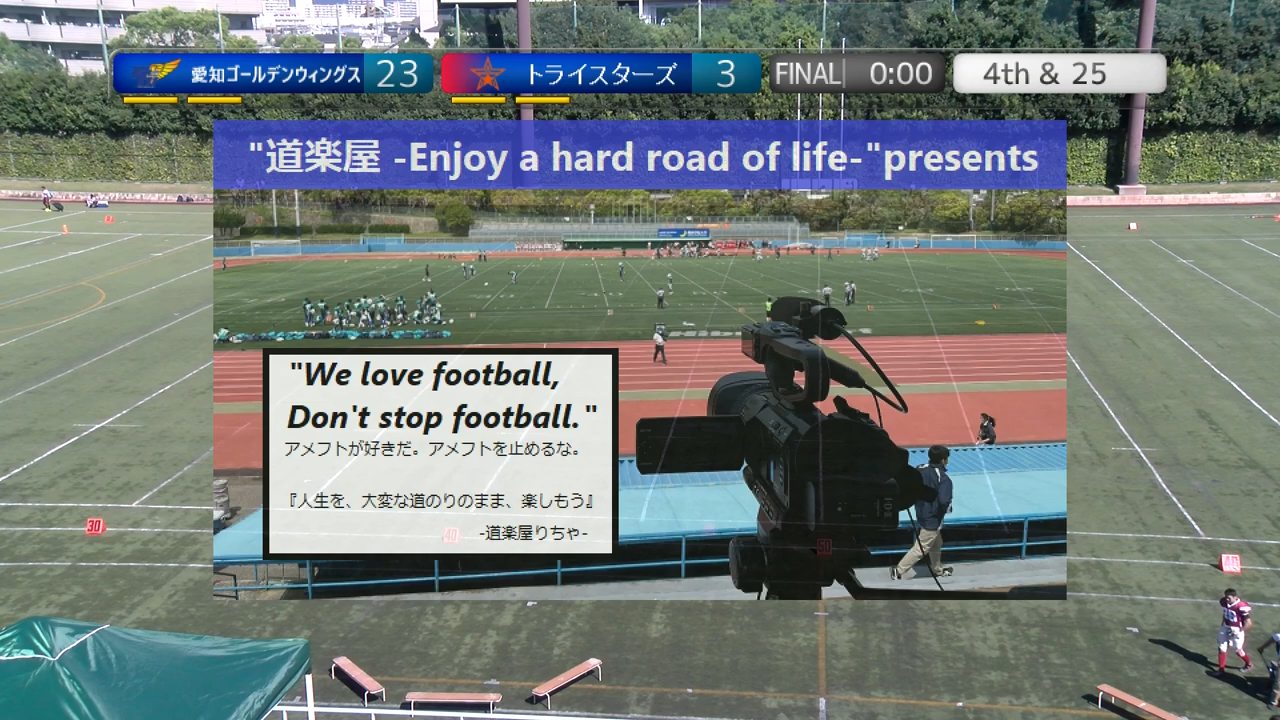 愛知ゴールデンウィングス 23 トライスターズ 3 FINAL 0:00 4th & 25
"道楽屋 -Enjoy a hard road of life-"presents
"We love football,
Don't stop football."
アメフトが好きだ。アメフトを止めるな。
『人生を、大変な道のりのまま、楽しもう』
-道楽屋りちゃ-
30
40
50
40